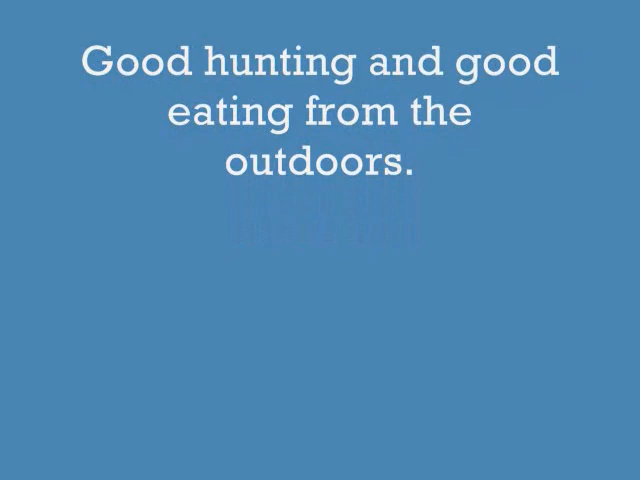 Good hunting and good
eating from the
outdoors.